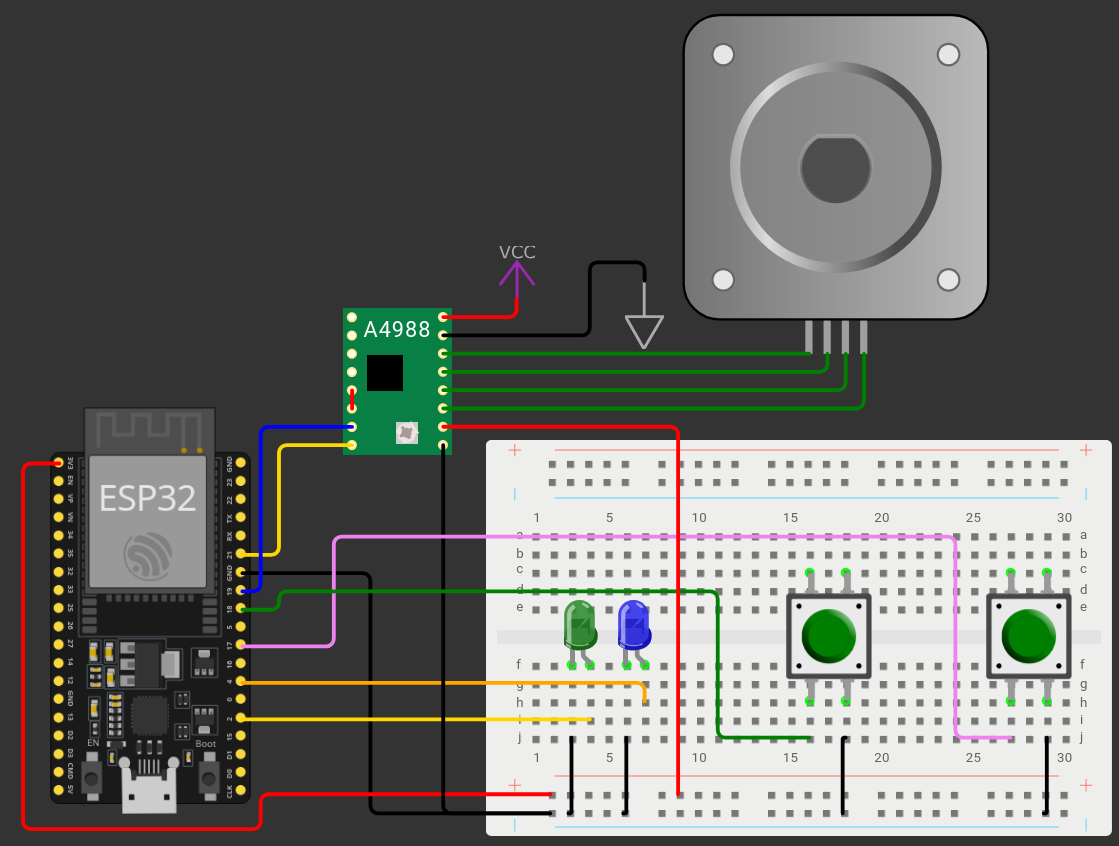 VCC
A4988
ESP32
3V3
EN
VP
VN
34
35
32
33
25
26
27
14
12
GND
13
D2
D3
CMD
5V
GND
23
22
TX
RX
21
GND
19
18
5
17
16
4
0
2
15
D1
D0
CLK
EN
Boot
1 5 10 15 20 25 30
a a
b b
c c
d d
e e
f f
g g
h h
i i
j j
1 5 10 15 20 25 30